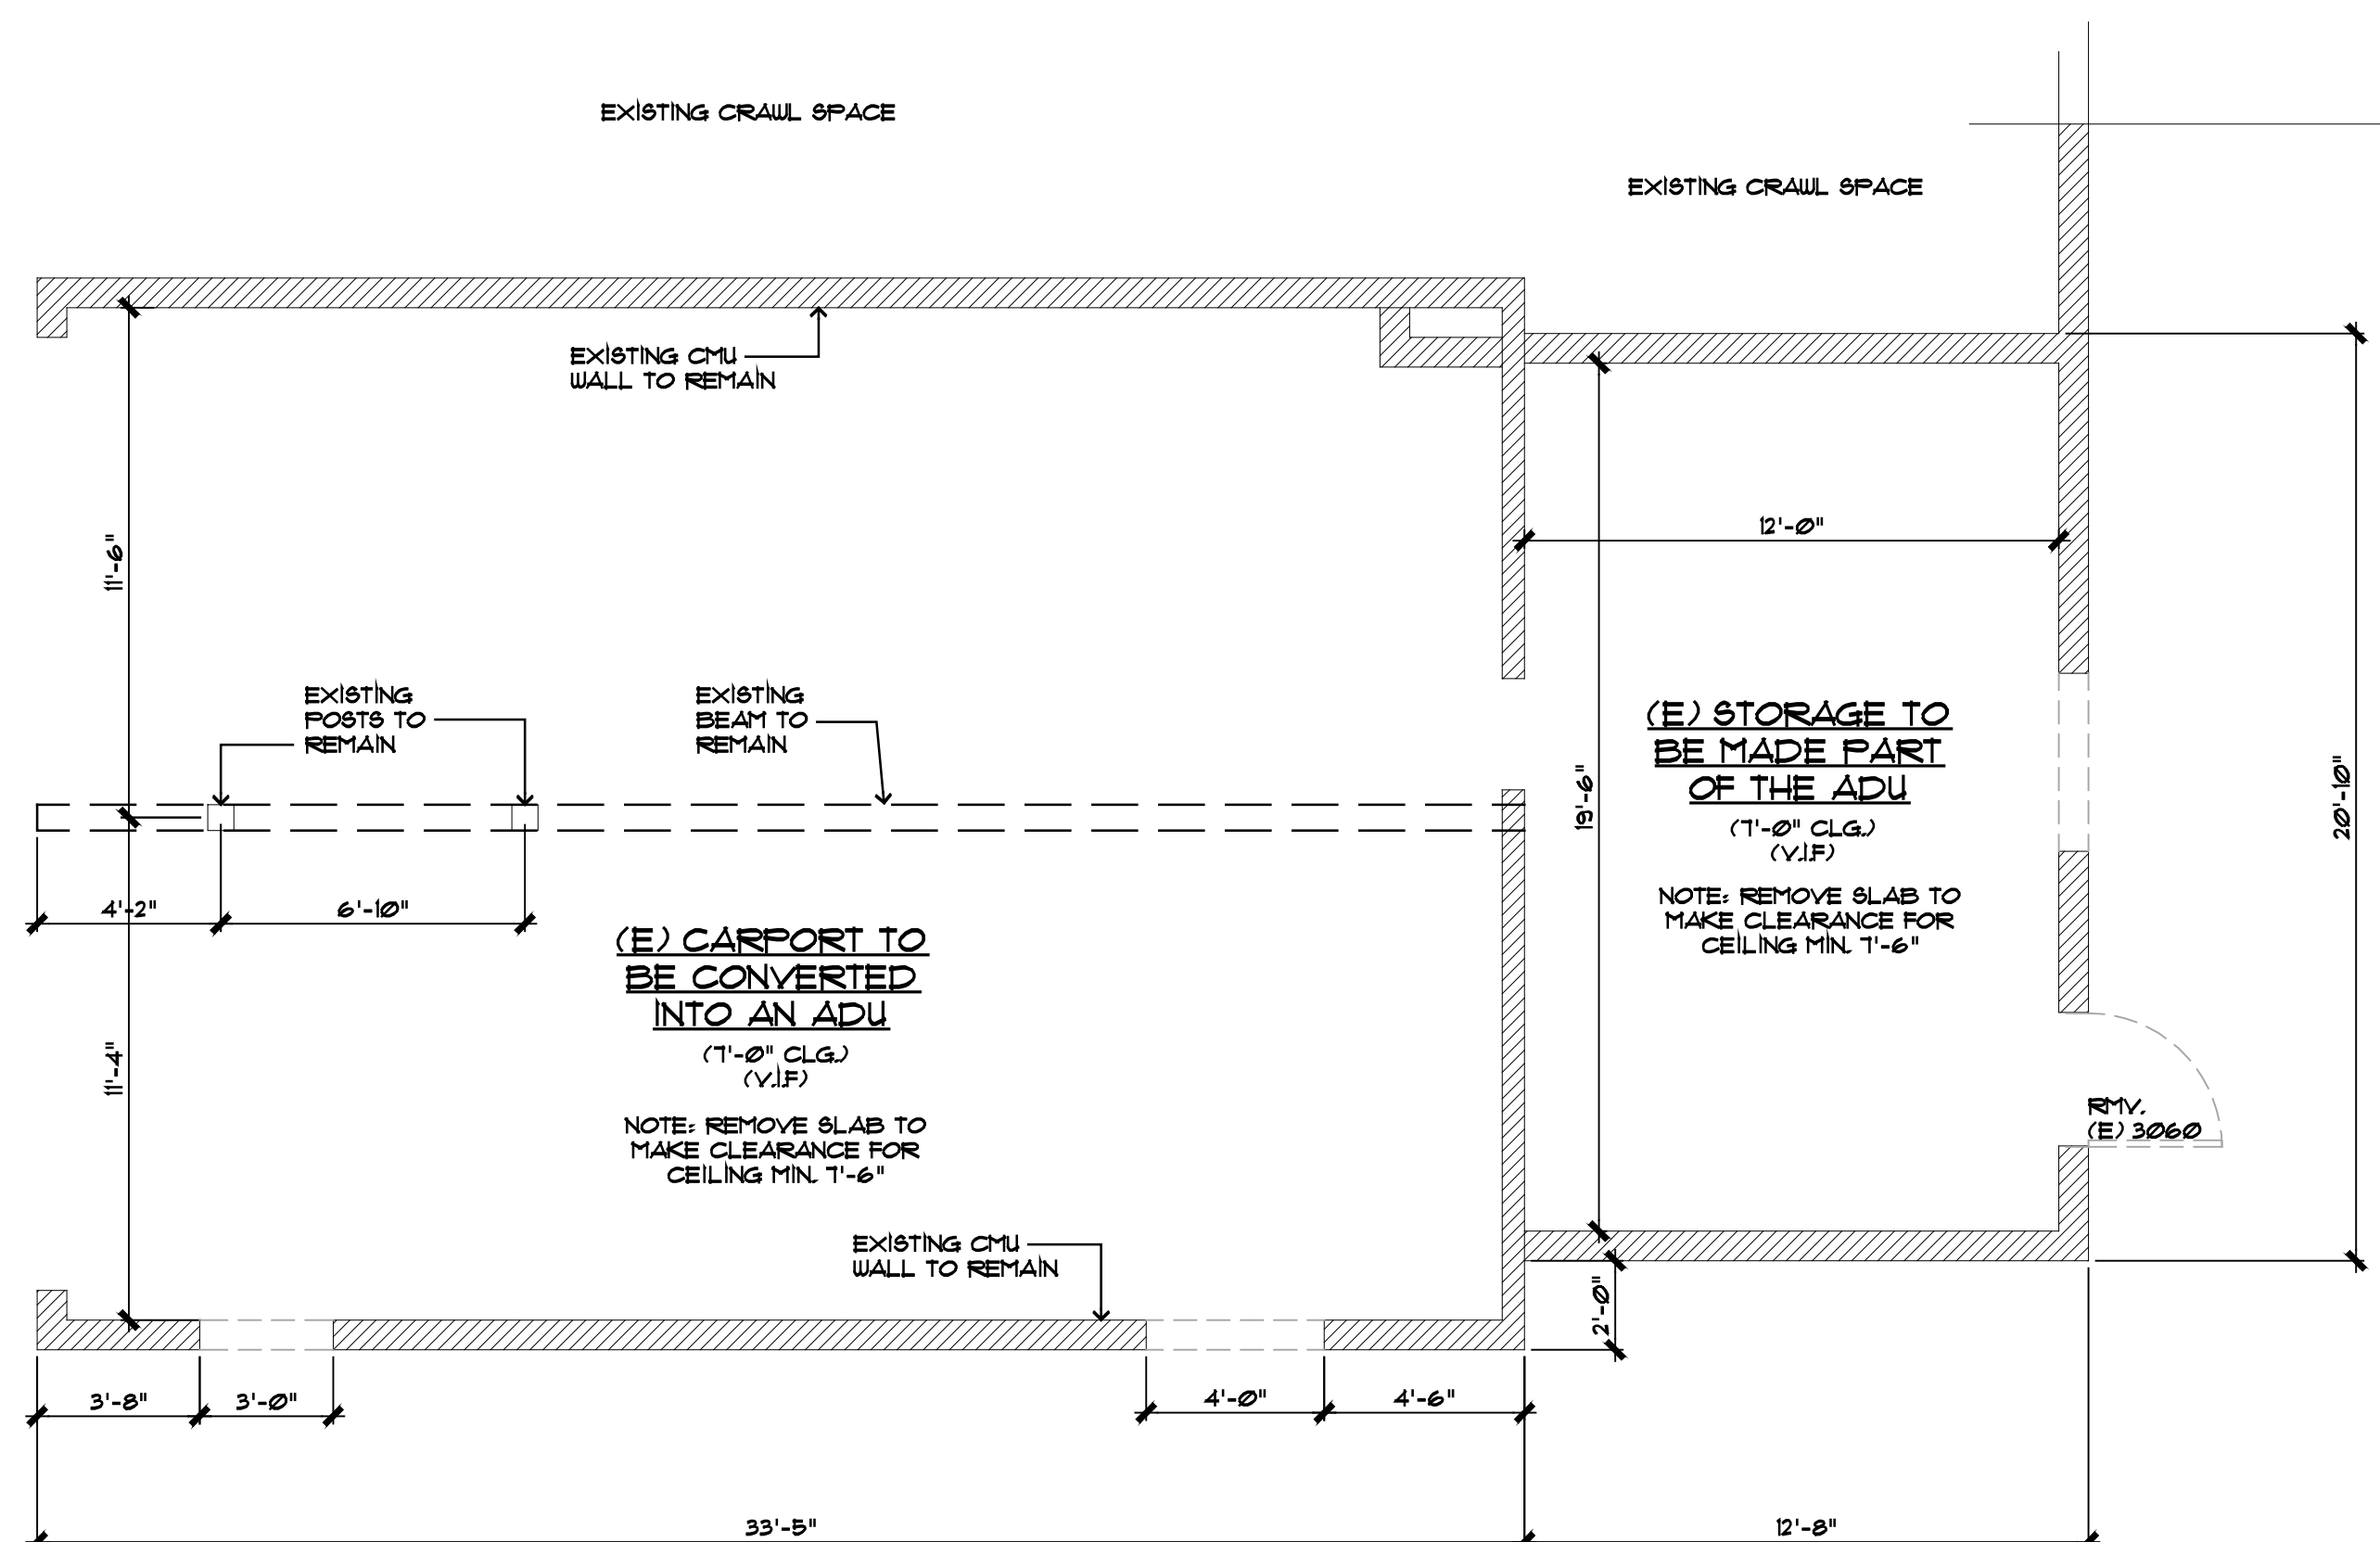 EXISTING CRAWL SPACE
EXISTING CRAWL SPACE
EXISTING CMU
WALL TO REMAIN
12'-0"
11'-6"
EXISTING
POSTS TO
REMAIN
EXISTING
BEAM TO
REMAIN
(E) STORAGE TO
BE MADE PART
OF THE ADU
(7'-0" CLG.)
(V.I.F)
NOTE: REMOVE SLAB TO
MAKE CLEARANCE FOR
CEILING MIN. 7'-6"
19'-6"
20'-10"
4'-2"
6'-10"
(E) CARPORT TO
BE CONVERTED
INTO AN ADU
(7'-0" CLG.)
(V.I.F)
NOTE: REMOVE SLAB TO
MAKE CLEARANCE FOR
CEILING MIN. 7'-6"
11'-4"
RMV.
(E) 3060
EXISTING CMU
WALL TO REMAIN
2'-0"
3'-8"
3'-0"
4'-0"
4'-6"
33'-5"
12'-8"